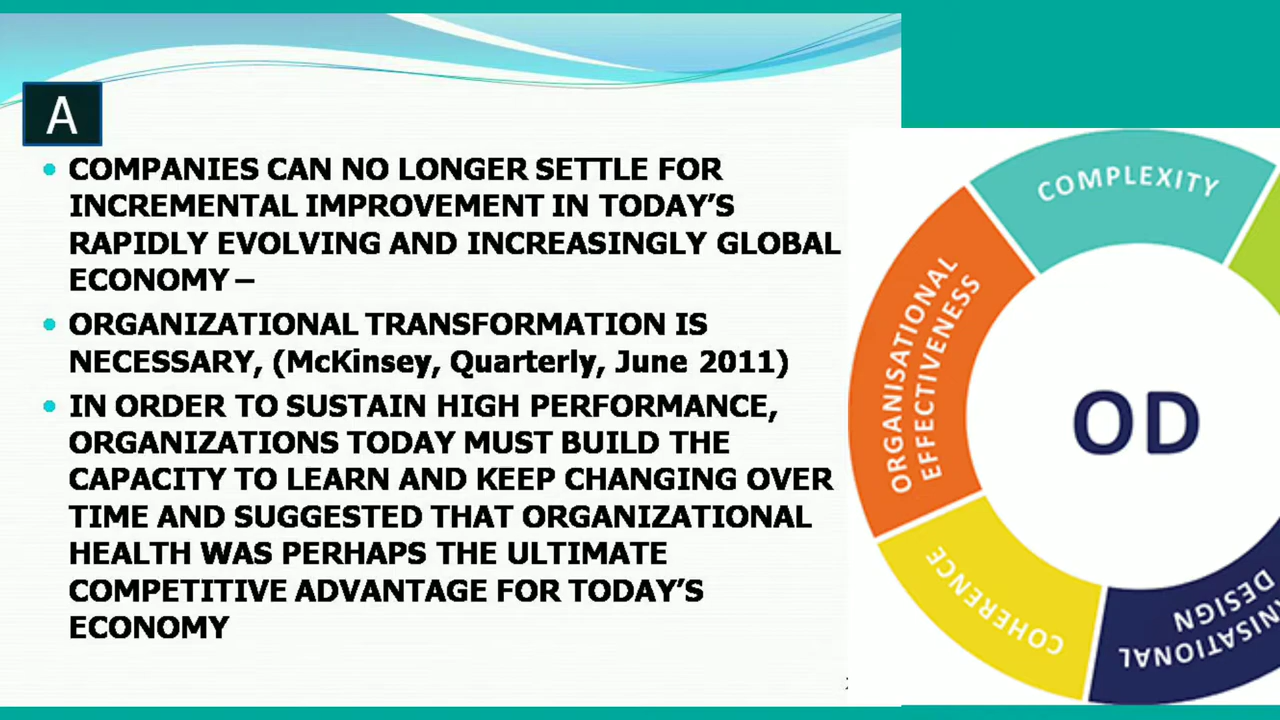 A
COMPANIES CAN NO LONGER SETTLE FOR
INCREMENTAL IMPROVEMENT IN TODAY’S
RAPIDLY EVOLVING AND INCREASINGLY GLOBAL
ECONOMY –
ORGANIZATIONAL TRANSFORMATION IS
NECESSARY, (McKinsey, Quarterly, June 2011)
IN ORDER TO SUSTAIN HIGH PERFORMANCE,
ORGANIZATIONS TODAY MUST BUILD THE
CAPACITY TO LEARN AND KEEP CHANGING OVER
TIME AND SUGGESTED THAT ORGANIZATIONAL
HEALTH WAS PERHAPS THE ULTIMATE
COMPETITIVE ADVANTAGE FOR TODAY’S
ECONOMY
COMPLEXITY
ORGANISATIONAL
EFFECTIVENESS
OD
COHERENCE
NISATIONAL
DESIGN